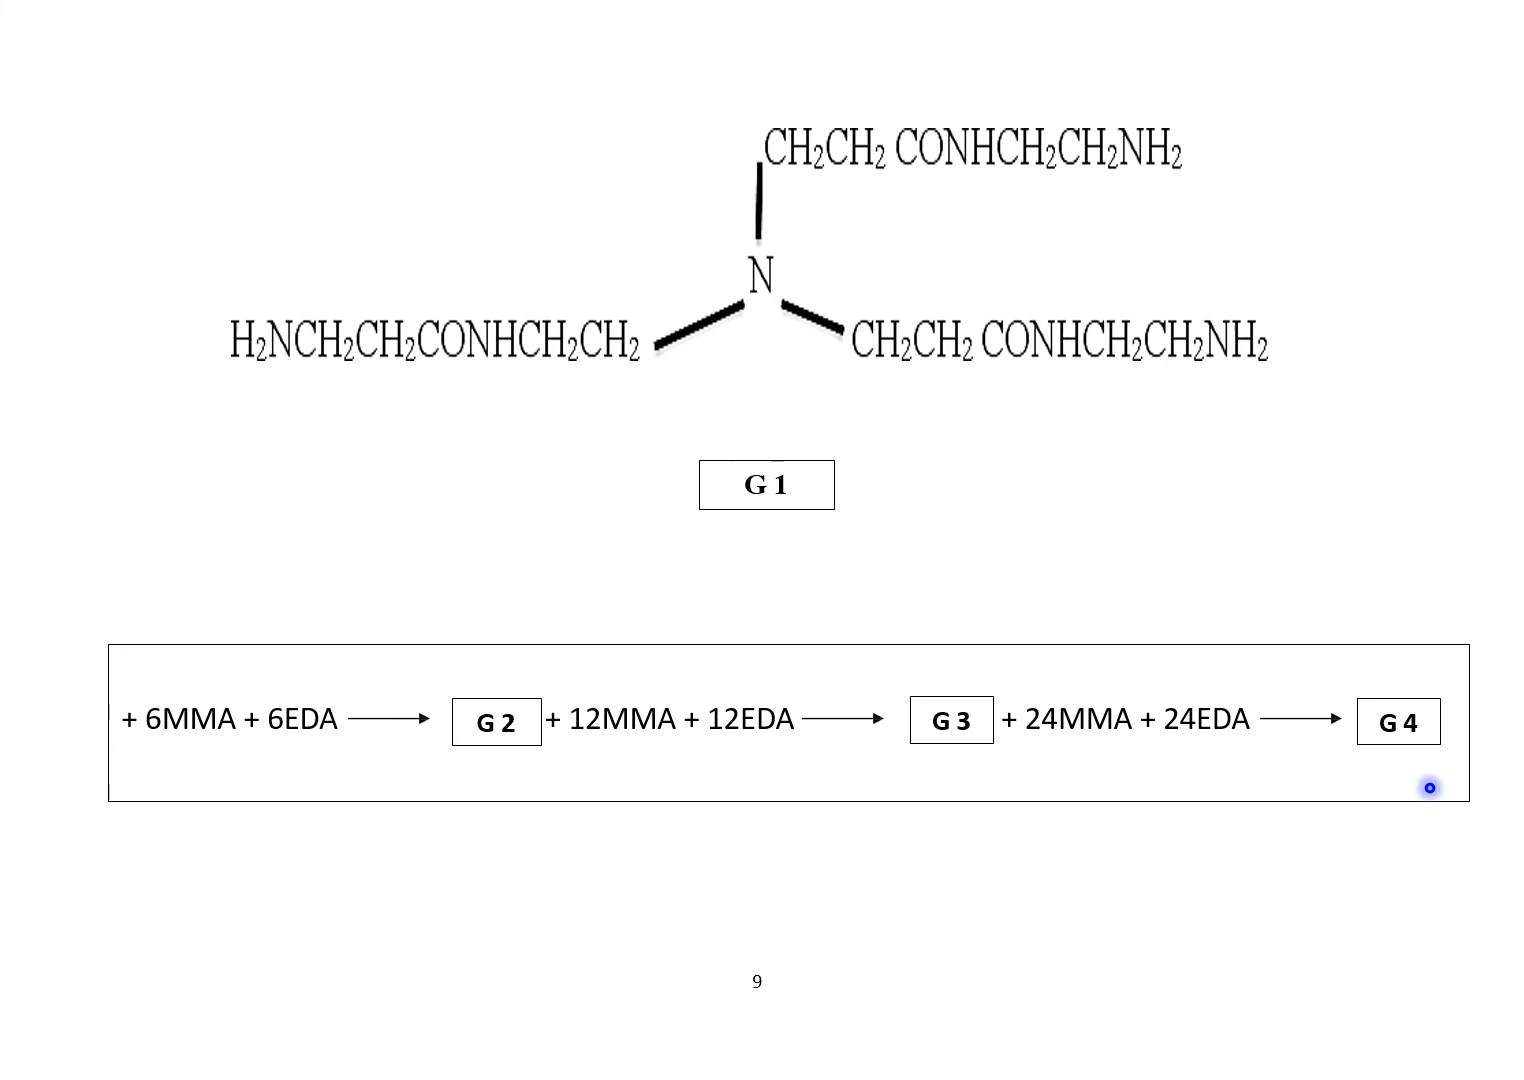 CH₂CH₂ CONHCH₂CH₂NH₂
N
H₂NCH₂CH₂CONHCH₂CH₂ CH₂CH₂ CONHCH₂CH₂NH₂
G 1
+ 6MMA + 6EDA ⟶ G 2 + 12MMA + 12EDA ⟶ G 3 + 24MMA + 24EDA ⟶ G 4
9